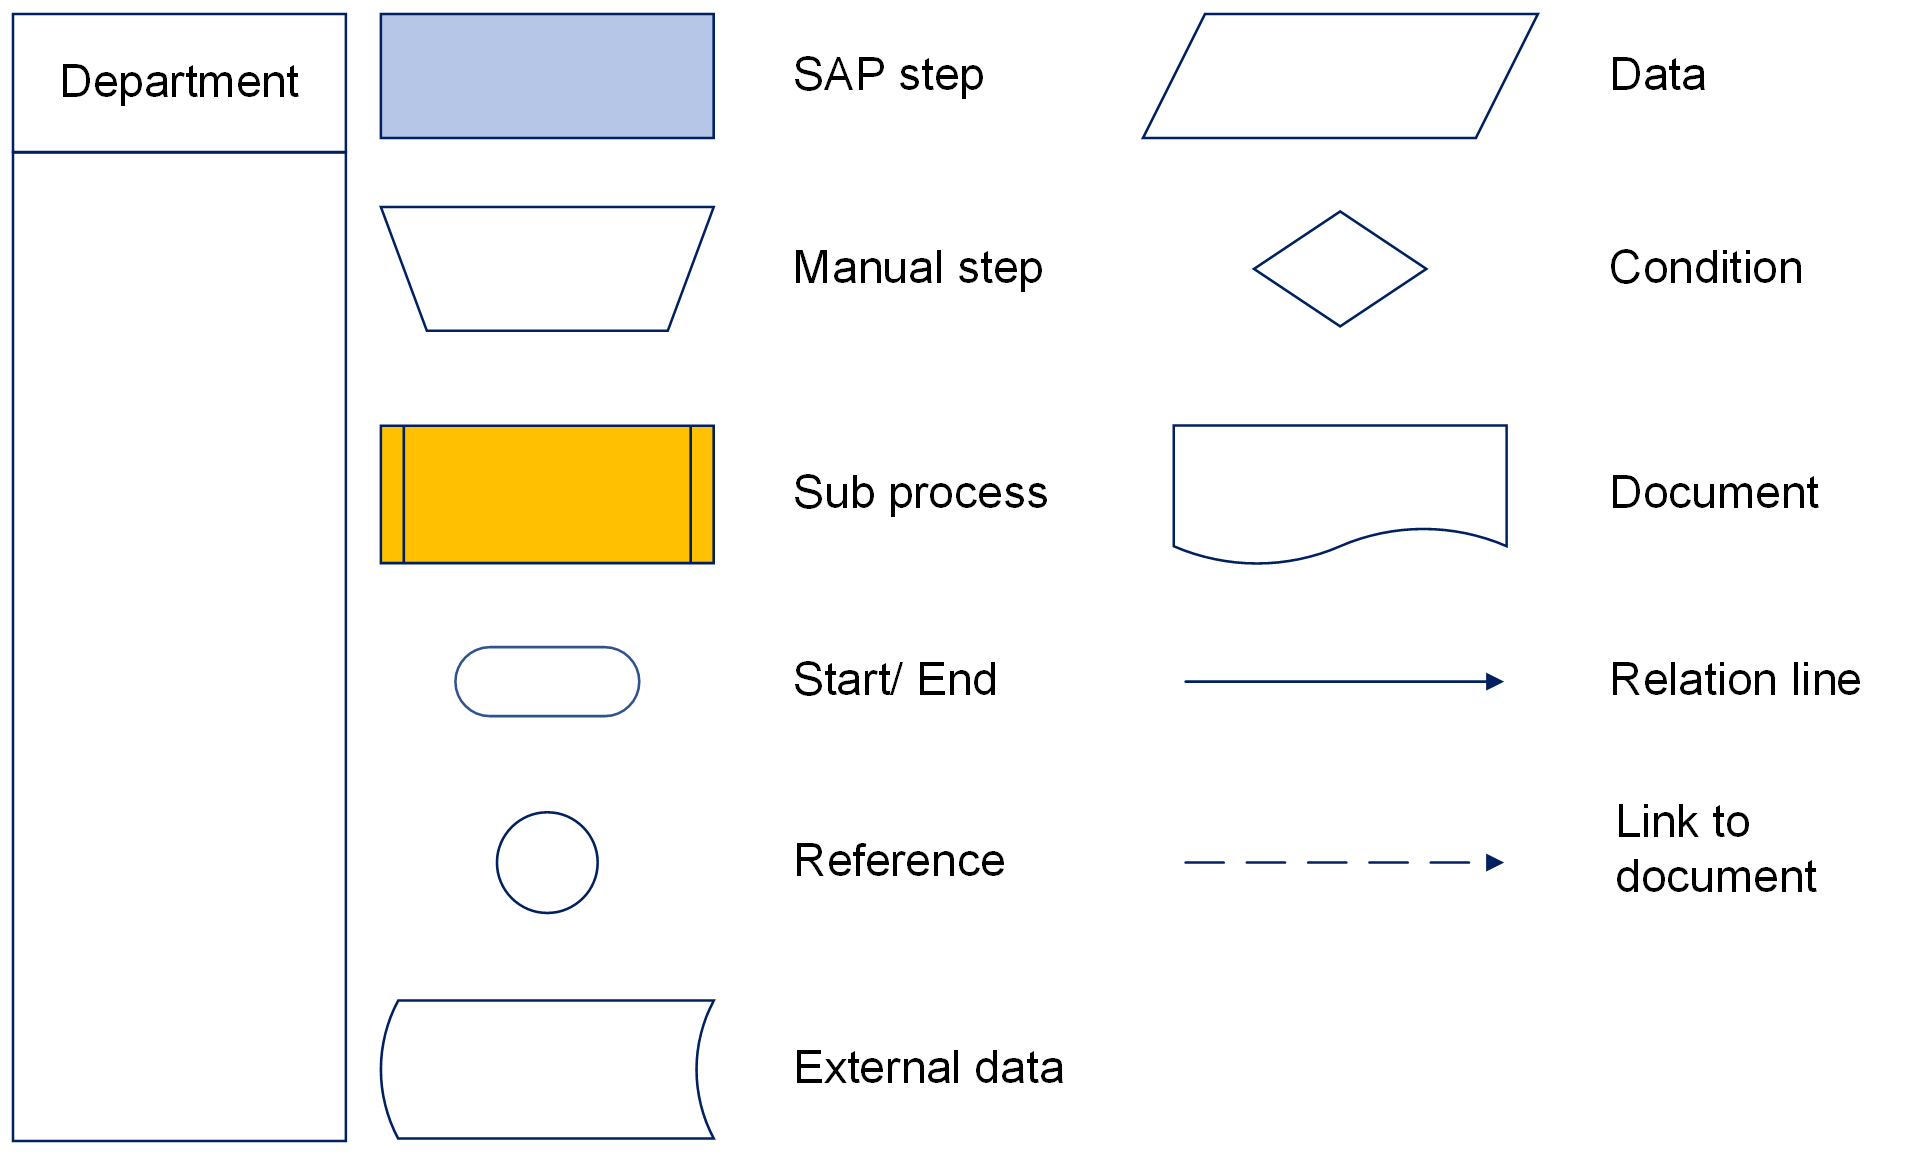 Department
SAP step
Data
Manual step
Condition
Sub process
Document
Start/ End
Relation line
Reference
Link to
document
External data